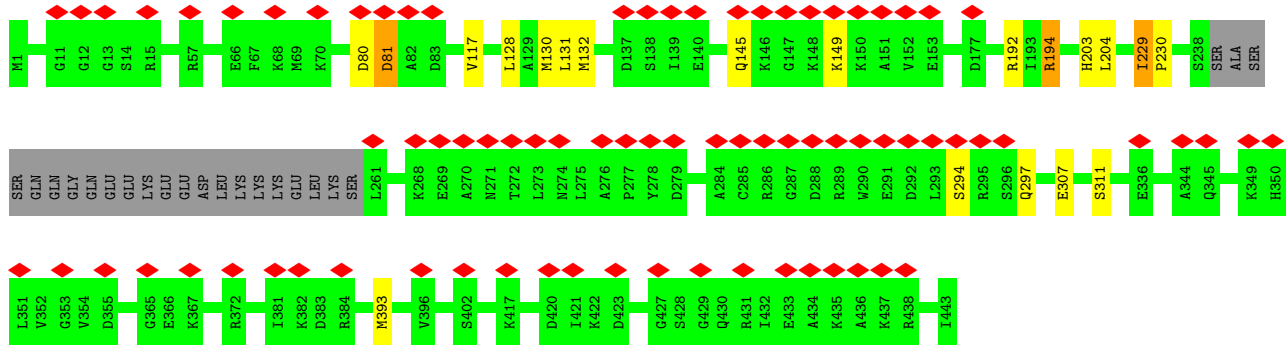 M1 G11 G12 G13 S14 R15 R57 E66 F67 K68 M69 K70 D80 D81 A82 D83 V117 L128 A129 M130 L131 M132 D137 S138 I139 E140 Q145 K146 G147 K148 K149 K150 A151 V152 E153 D177 R192 I193 R194 H203 L204 I229 P230 S238 SER ALA SER
SER GLN GLN GLY GLN GLU GLU LYS GLU GLU ASP LEU LYS LYS LYS GLU LEU LYS SER L261 K268 E269 A270 N271 T272 L273 N274 L275 A276 P277 Y278 D279 A284 C285 R286 G287 D288 R289 W290 E291 D292 L293 S294 R295 S296 Q297 E307 S311 E336 A344 Q345 K349 H350
L351 V352 G353 V354 D355 G365 E366 K367 R372 I381 K382 D383 R384 M393 V396 S402 K417 D420 I421 K422 D423 G427 S428 G429 Q430 R431 I432 E433 A434 K435 A436 K437 R438 I443